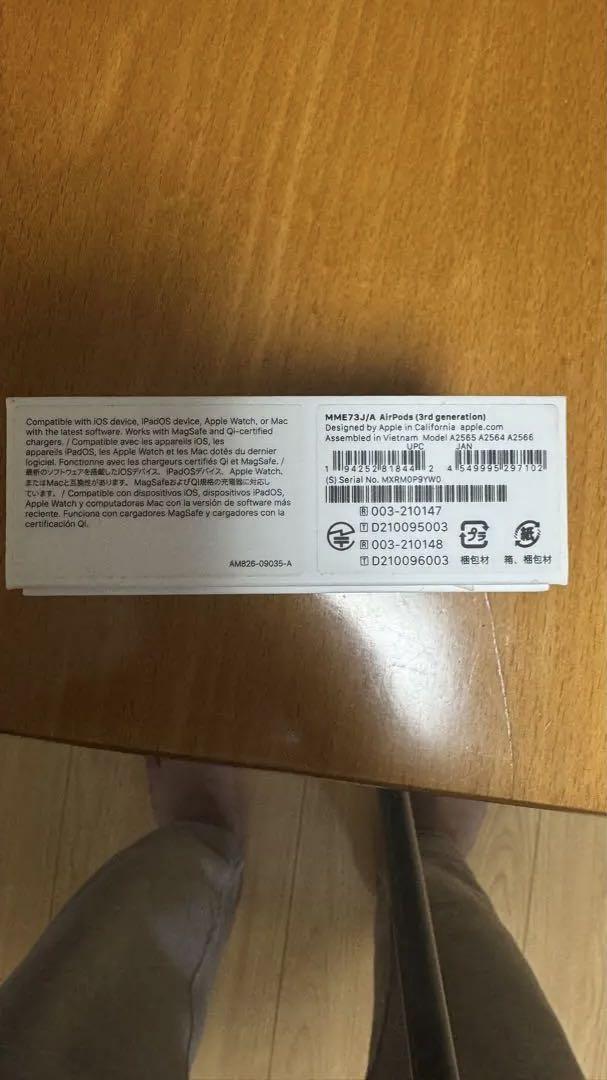 Compatible with iOS device, iPadOS device, Apple Watch, or Mac
with the latest software. Works with MagSafe and Qi-certified
chargers. / Compatible avec les appareils iOS, les
appareils iPadOS, les Apple Watch et les Mac dotés du dernier
logiciel. Fonctionne avec les chargeurs certifiés Qi et MagSafe. /
最新のソフトウェアを搭載したiOSデバイス、iPadOSデバイス、Apple Watch、
またはMacと互換性があります。MagSafeおよびQi規格の充電器に対応し
ています。 / Compatible con dispositivos iOS, dispositivos iPadOS,
Apple Watch y computadoras Mac con la versión de software más
reciente. Funciona con cargadores MagSafe y cargadores con la
certificación Qi.
AM826-09035-A
MME73J/A AirPods (3rd generation)
Designed by Apple in California apple.com
Assembled in Vietnam Model A2565 A2564 A2566
UPC JAN
1 94252 81844 2 4 549995 297102
(S) Serial No. MXRM0P9YW0
R 003-210147
T D210095003
R 003-210148
T D210096003
プラ 紙
梱包材 箱、梱包材